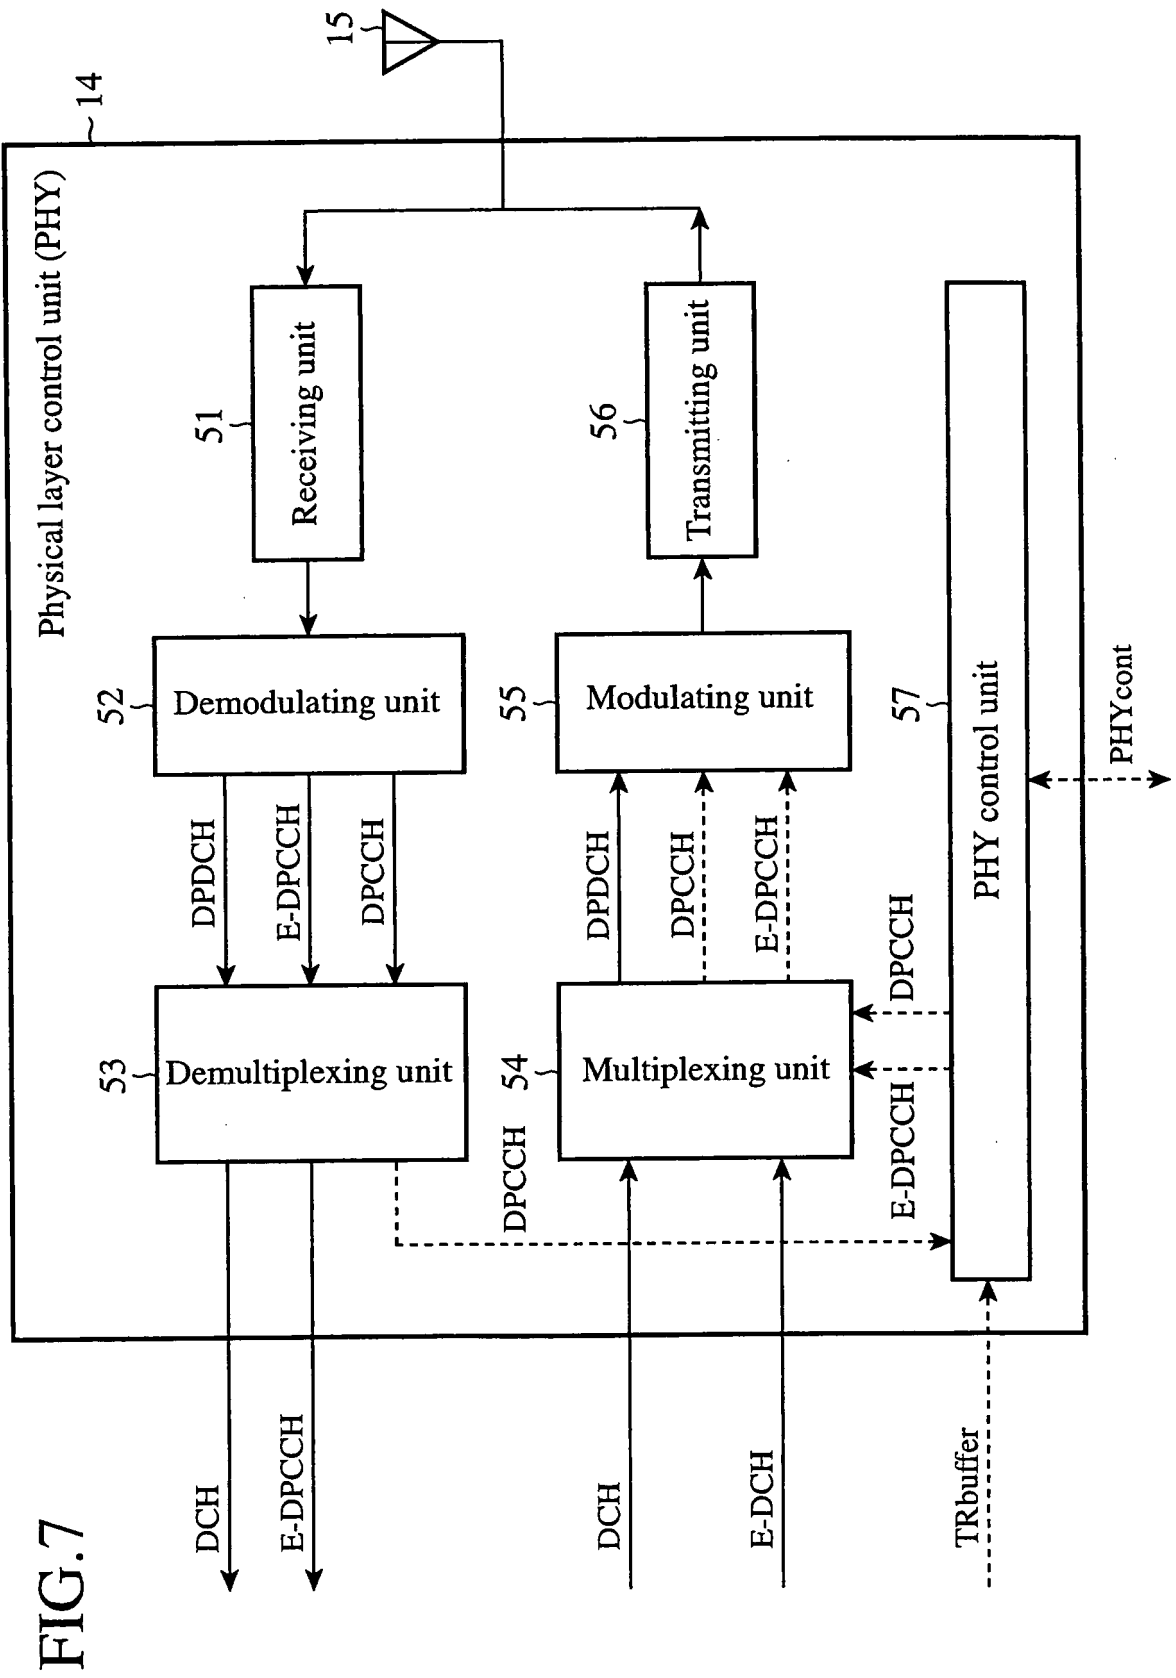 FIG.7
Physical layer control unit (PHY)
14
15
DCH
E-DPCCH
53
Demultiplexing unit
DPDCH
E-DPCCH
DPCCH
52
Demodulating unit
51
Receiving unit
DPCCH
DCH
E-DCH
54
Multiplexing unit
DPDCH
DPCCH
E-DPCCH
55
Modulating unit
56
Transmitting unit
E-DPCCH
DPCCH
TRbuffer
57
PHY control unit
PHYcont